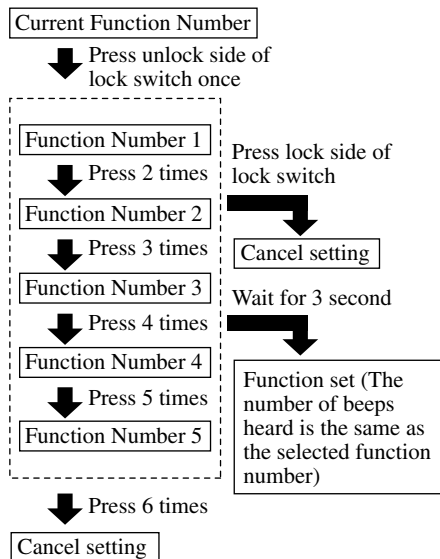 Current Function Number
Press unlock side of
lock switch once
Function Number 1
Press 2 times
Function Number 2
Press 3 times
Function Number 3
Press 4 times
Function Number 4
Press 5 times
Function Number 5
Press 6 times
Cancel setting
Press lock side of
lock switch
Cancel setting
Wait for 3 second
Function set (The
number of beeps
heard is the same as
the selected function
number)